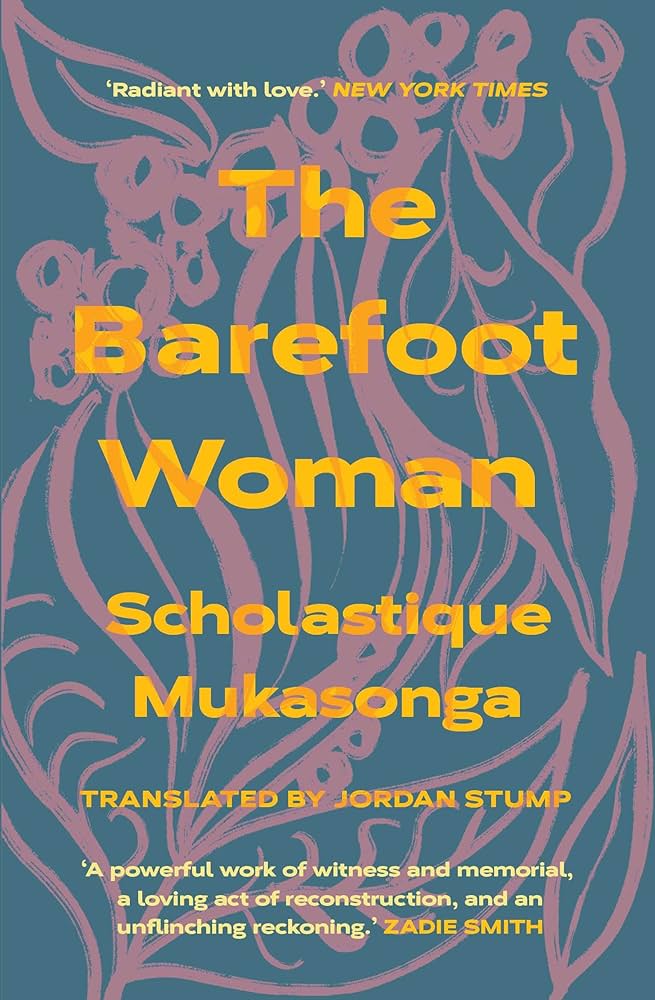 ‘Radiant with love.’ NEW YORK TIMES
The
Barefoot
Woman
Scholastique
Mukasonga
TRANSLATED BY JORDAN STUMP
‘A powerful work of witness and memorial,
a loving act of reconstruction, and an
unflinching reckoning.’ ZADIE SMITH